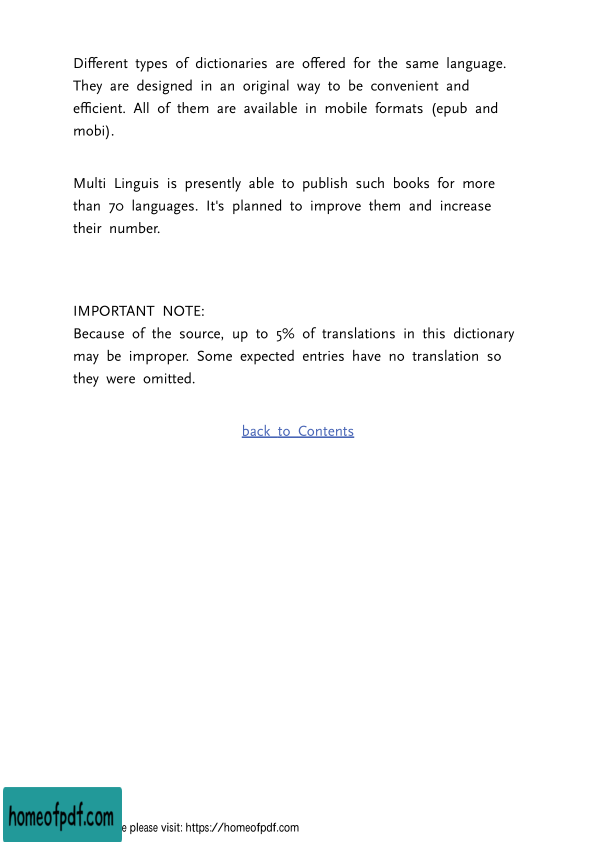 Different types of dictionaries are offered for the same language.
They are designed in an original way to be convenient and
efficient. All of them are available in mobile formats (epub and
mobi).
Multi Linguis is presently able to publish such books for more
than 70 languages. It's planned to improve them and increase
their number.
IMPORTANT NOTE:
Because of the source, up to 5% of translations in this dictionary
may be improper. Some expected entries have no translation so
they were omitted.
back to Contents
homeofpdf.com
please visit: https://homeofpdf.com